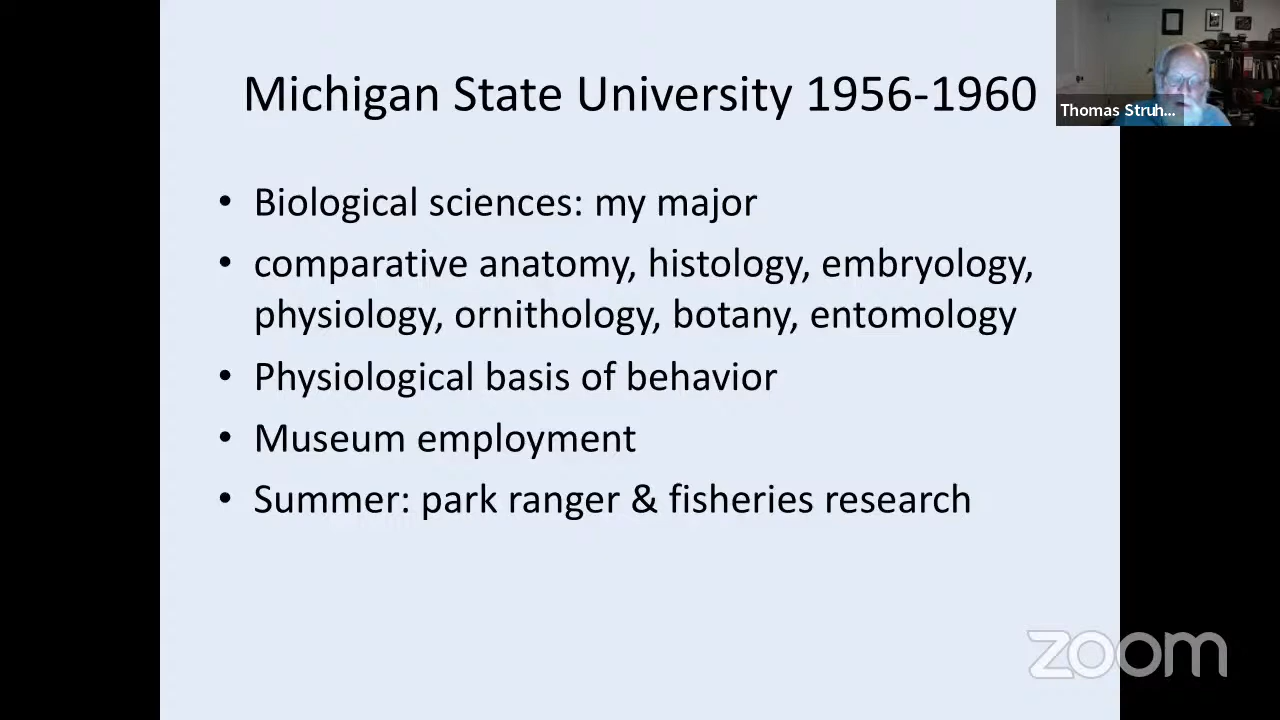 Michigan State University 1956-1960
Thomas Struh...
• Biological sciences: my major
• comparative anatomy, histology, embryology,
physiology, ornithology, botany, entomology
• Physiological basis of behavior
• Museum employment
• Summer: park ranger & fisheries research
zoom